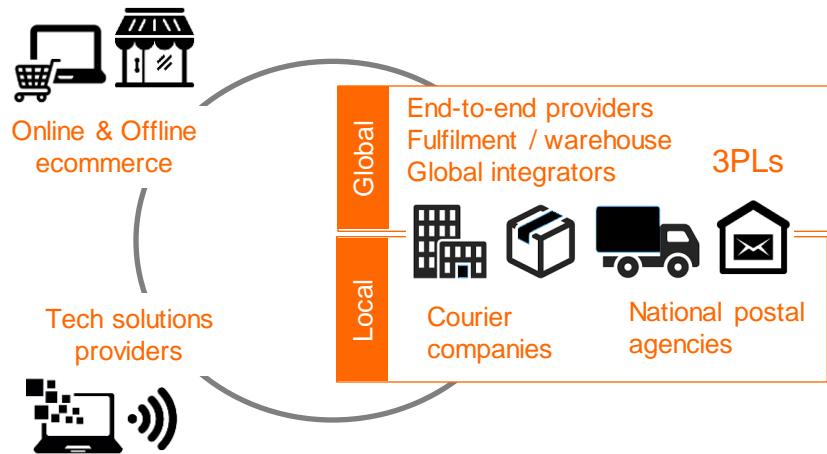 Online & Offline
ecommerce
Tech solutions
providers
Global
End-to-end providers
Fulfilment / warehouse
Global integrators
3PLs
Local
Courier
companies
National postal
agencies